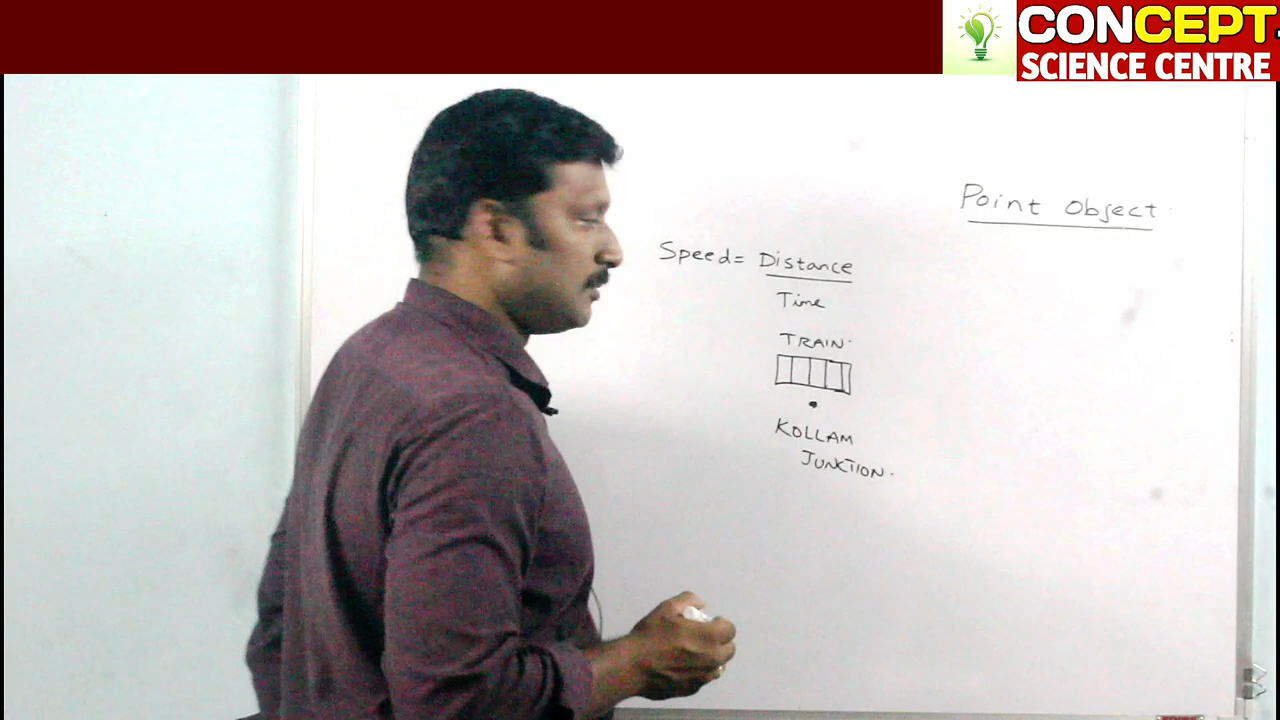 CONCEPT
SCIENCE CENTRE
Point Object
Speed = Distance
Time
TRAIN
KOLLAM
JUNCTION